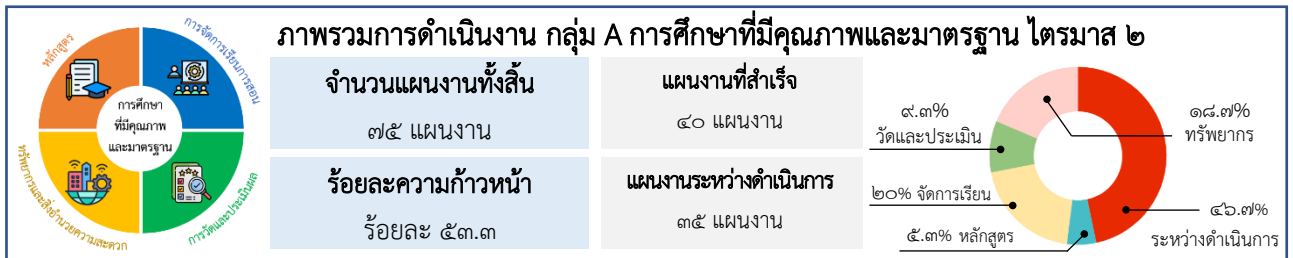 ภาพรวมการดำเนินงาน กลุ่ม A การศึกษาที่มีคุณภาพและมาตรฐาน ไตรมาส ๒
หลักสูตร
การจัดการเรียนการสอน
การศึกษา
ที่มีคุณภาพ
และมาตรฐาน
ทรัพยากรและสิ่งอำนวยความสะดวก
การวัดและประเมินผล
จำนวนแผนงานทั้งสิ้น
๗๕ แผนงาน
แผนงานที่สำเร็จ
๔๐ แผนงาน
ร้อยละความก้าวหน้า
ร้อยละ ๕๓.๓
แผนงานระหว่างดำเนินการ
๓๕ แผนงาน
๙.๓%
วัดและประเมิน
๑๘.๗%
ทรัพยากร
๒๐% จัดการเรียน
๔๖.๗%
ระหว่างดำเนินการ
๕.๓% หลักสูตร